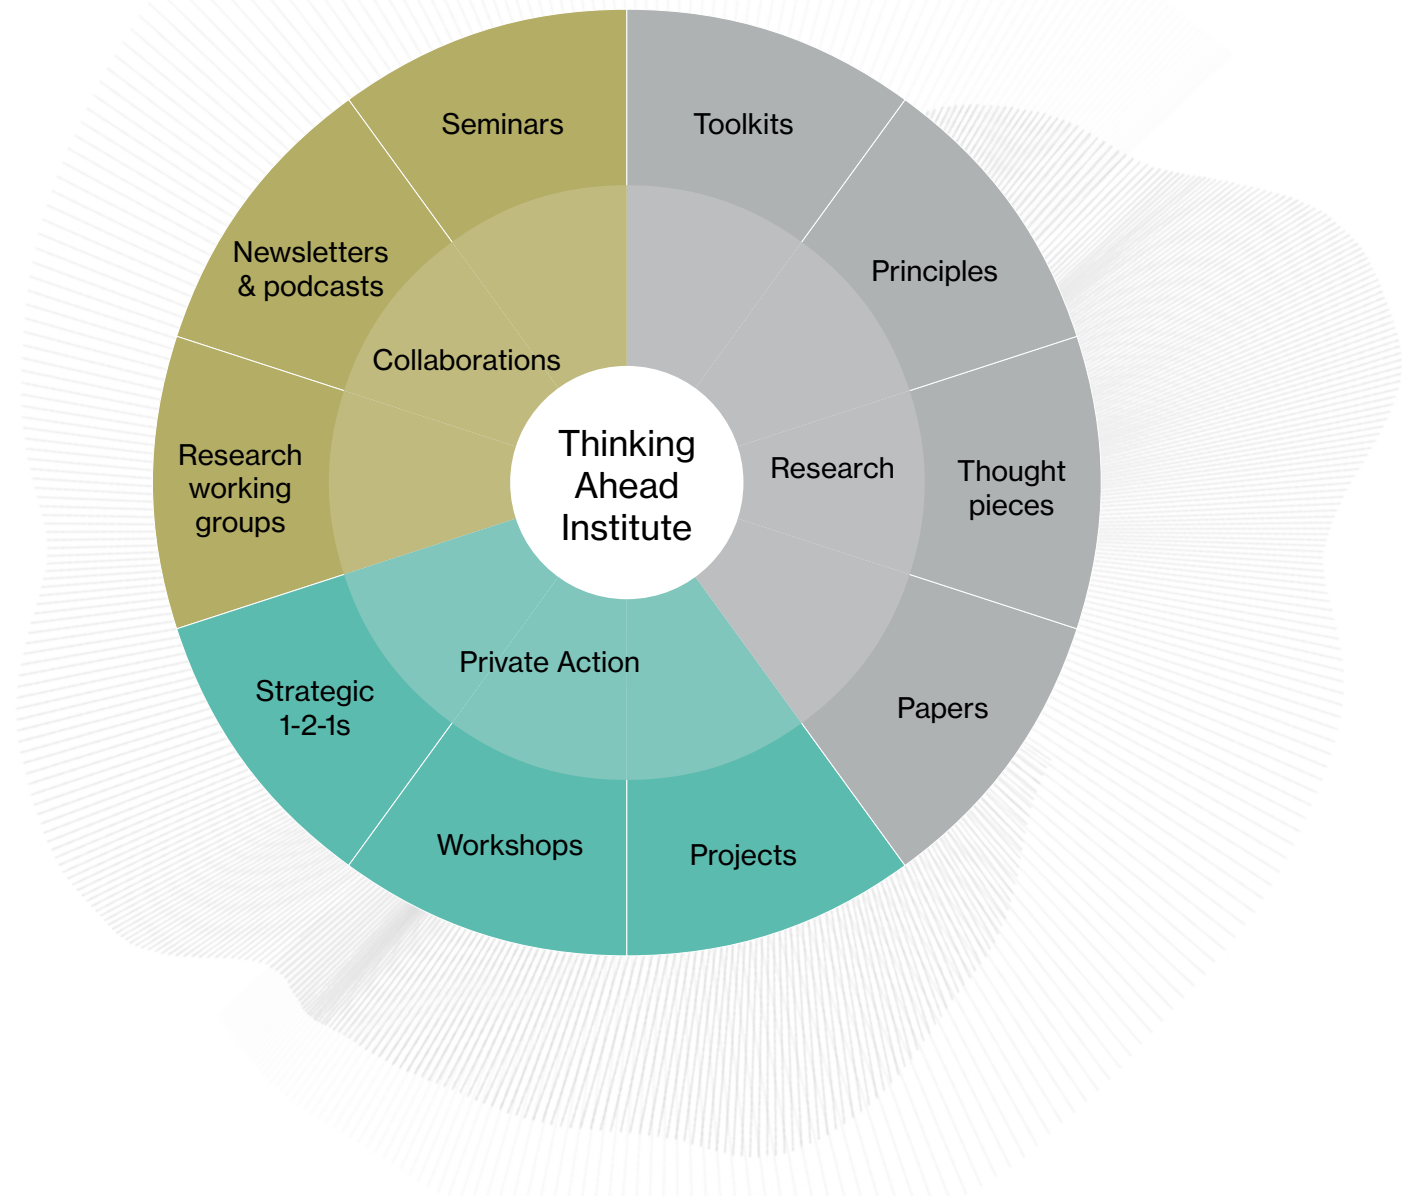 Seminars
Toolkits
Newsletters
& podcasts
Principles
Collaborations
Research
working
groups
Thinking
Ahead
Institute
Research
Thought
pieces
Private Action
Strategic
1-2-1s
Papers
Workshops
Projects